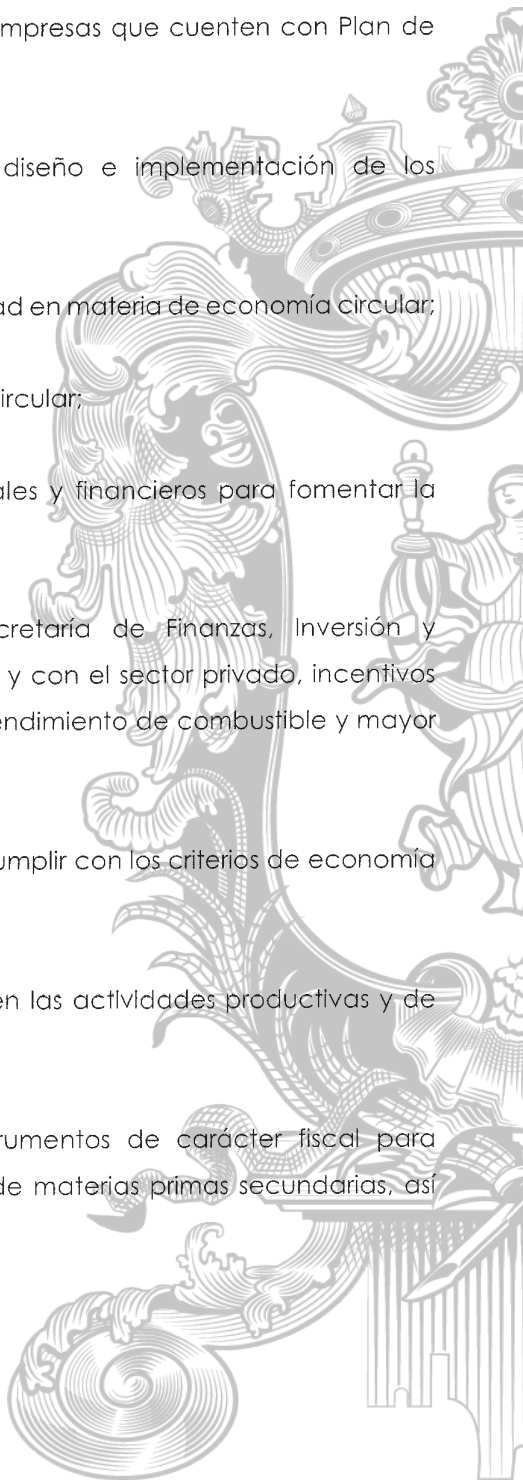 mpresas que cuenten con Plan de
diseño e implementación de los
ad en materia de economía circular;
ircular;
ales y financieros para fomentar la
cretaría de Finanzas, Inversión y
y con el sector privado, incentivos
endimiento de combustible y mayor
umplir con los criterios de economía
en las actividades productivas y de
rumentos de carácter fiscal para
de materias primas secundarias, así